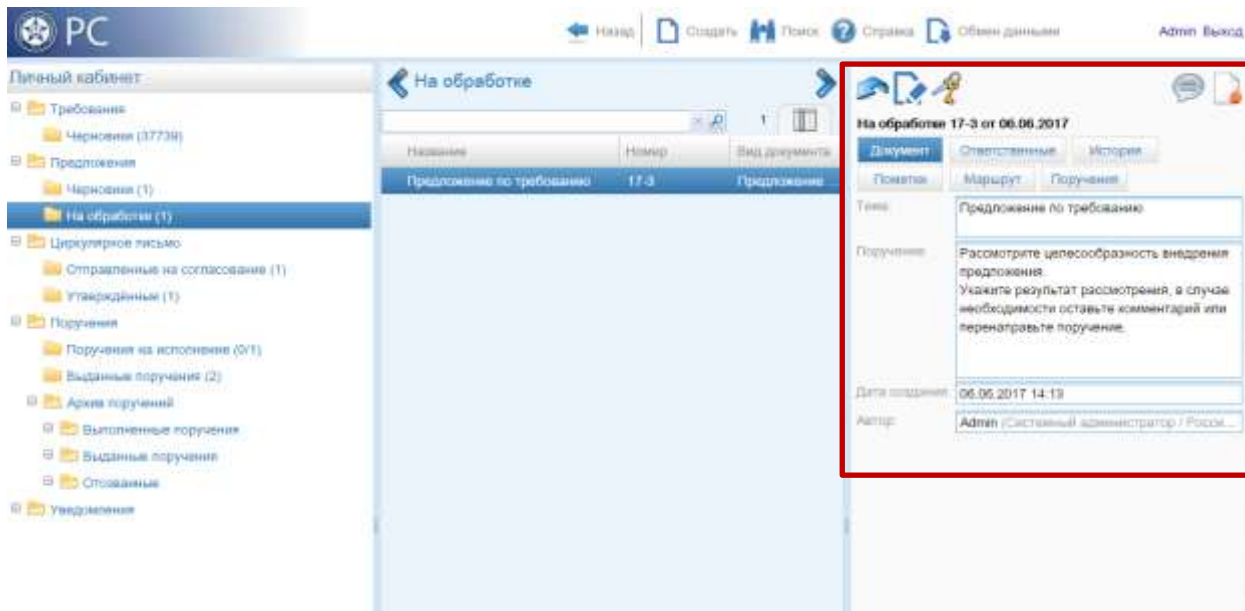 РС
Назад
Создать
Поиск
Справка
Обмен данными
Admin Выход
Личный кабинет
Требования
Черновики (37739)
Предложения
Черновики (1)
На обработке (1)
Циркулярное письмо
Отправленные на согласование (1)
Утверждённые (1)
Поручения
Поручения на исполнение (0/1)
Выданные поручения (2)
Архив поручений
Выполненные поручения
Выданные поручения
Отозванные
Уведомления
На обработке
1
Название Номер Вид документа
Предложение по требованию 17-3 Предложение ...
На обработке 17-3 от 06.06.2017
Документ Ответственные История
Пометки Маршрут Поручения
Тема: Предложение по требованию
Поручение: Рассмотрите целесообразность внедрения
предложения.
Укажите результат рассмотрения, в случае
необходимости оставьте комментарий или
перенаправьте поручение.
Дата создания: 06.06.2017 14:13
Автор: Admin (Системный администратор / Росси...